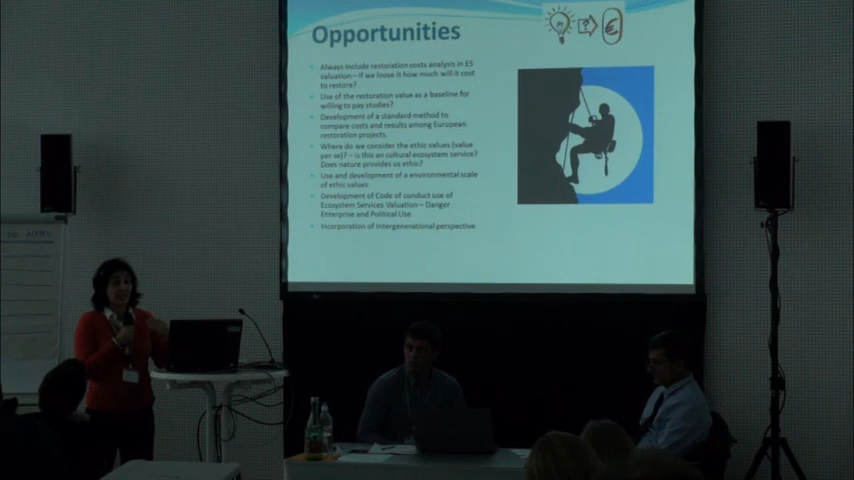 Opportunities
?
€
Always include restoration costs analysis in ES
valuation – If we loose it how much will it cost
to restore?
Use of the restoration value as a baseline for
willing to pay studies?
Development of a standard method to
compare costs and results among European
restoration projects.
Where do we consider the ethic values (value
per se)? – is this an cultural ecosystem service?
Does nature provides us ethic?
Use and development of a environmental scale
of ethic values
Development of Code of conduct use of
Ecosystem Services Valuation – Danger
Enterprise and Political Use
Incorporation of Intergenerational perspective